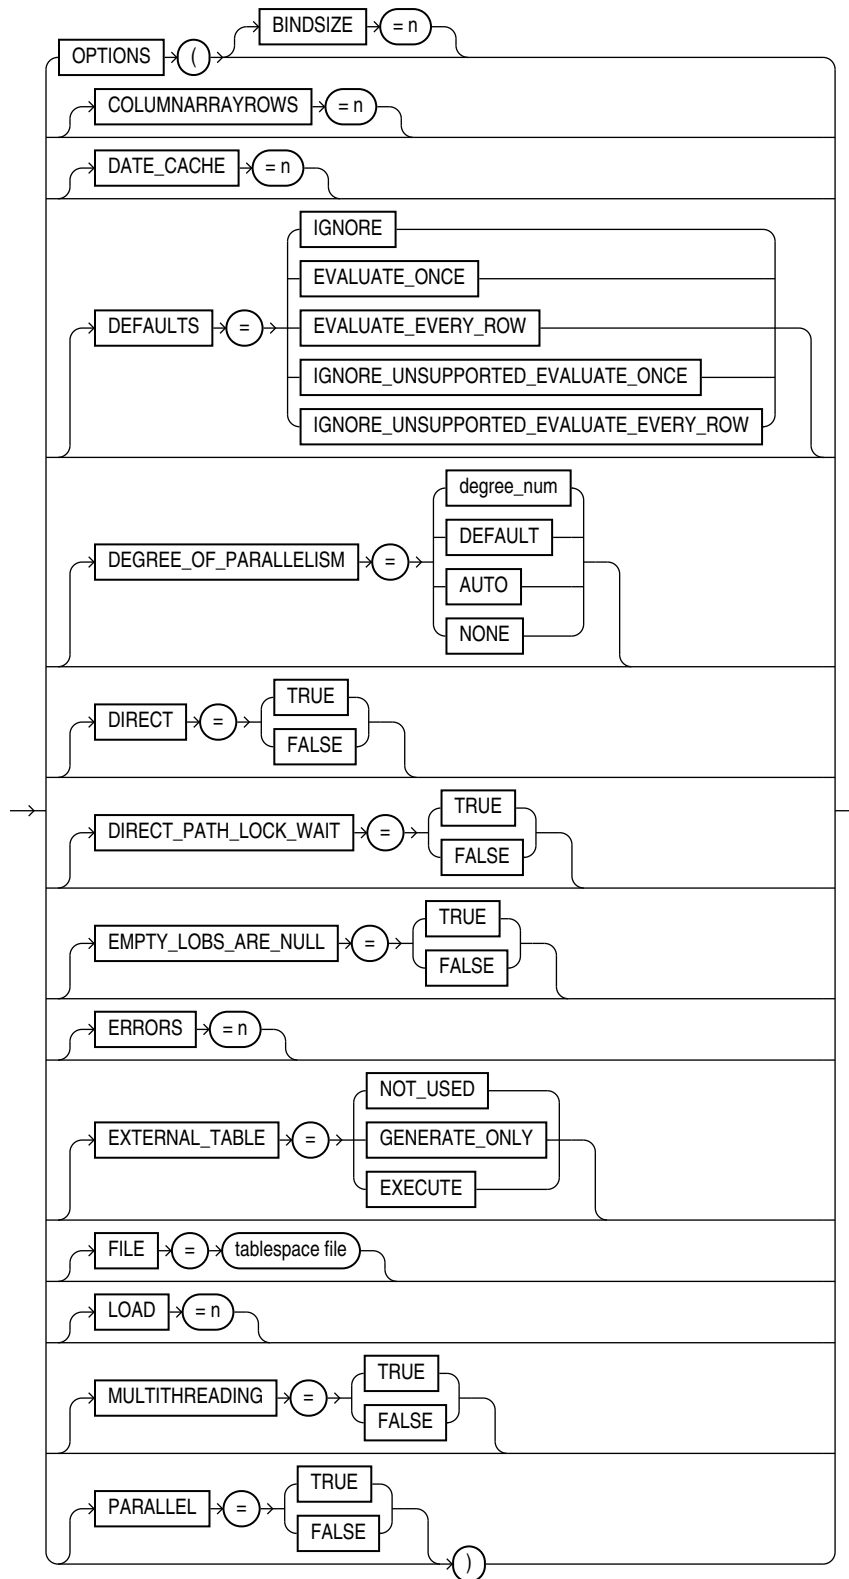 BINDSIZE = n
OPTIONS (
COLUMNARRAYROWS = n
DATE_CACHE = n
IGNORE
EVALUATE_ONCE
DEFAULTS = EVALUATE_EVERY_ROW
IGNORE_UNSUPPORTED_EVALUATE_ONCE
IGNORE_UNSUPPORTED_EVALUATE_EVERY_ROW
degree_num
DEFAULT
DEGREE_OF_PARALLELISM =
AUTO
NONE
TRUE
DIRECT =
FALSE
TRUE
DIRECT_PATH_LOCK_WAIT =
FALSE
TRUE
EMPTY_LOBS_ARE_NULL =
FALSE
ERRORS = n
NOT_USED
EXTERNAL_TABLE = GENERATE_ONLY
EXECUTE
FILE = tablespace file
LOAD = n
TRUE
MULTITHREADING =
FALSE
TRUE
PARALLEL =
FALSE
)